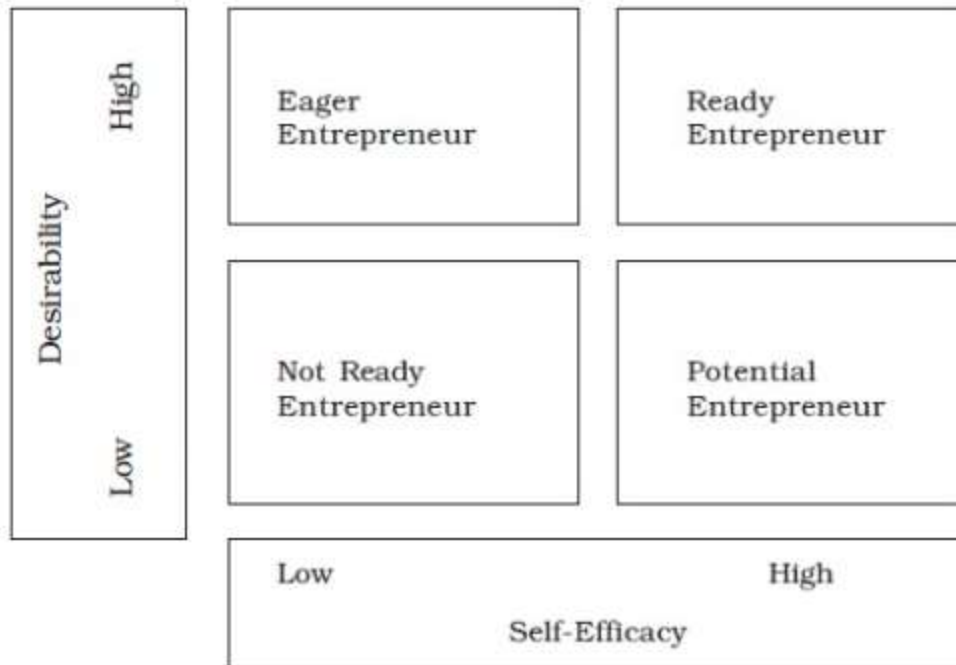 High
Desirability
Low
Eager
Entrepreneur
Ready
Entrepreneur
Not Ready
Entrepreneur
Potential
Entrepreneur
Low
High
Self-Efficacy